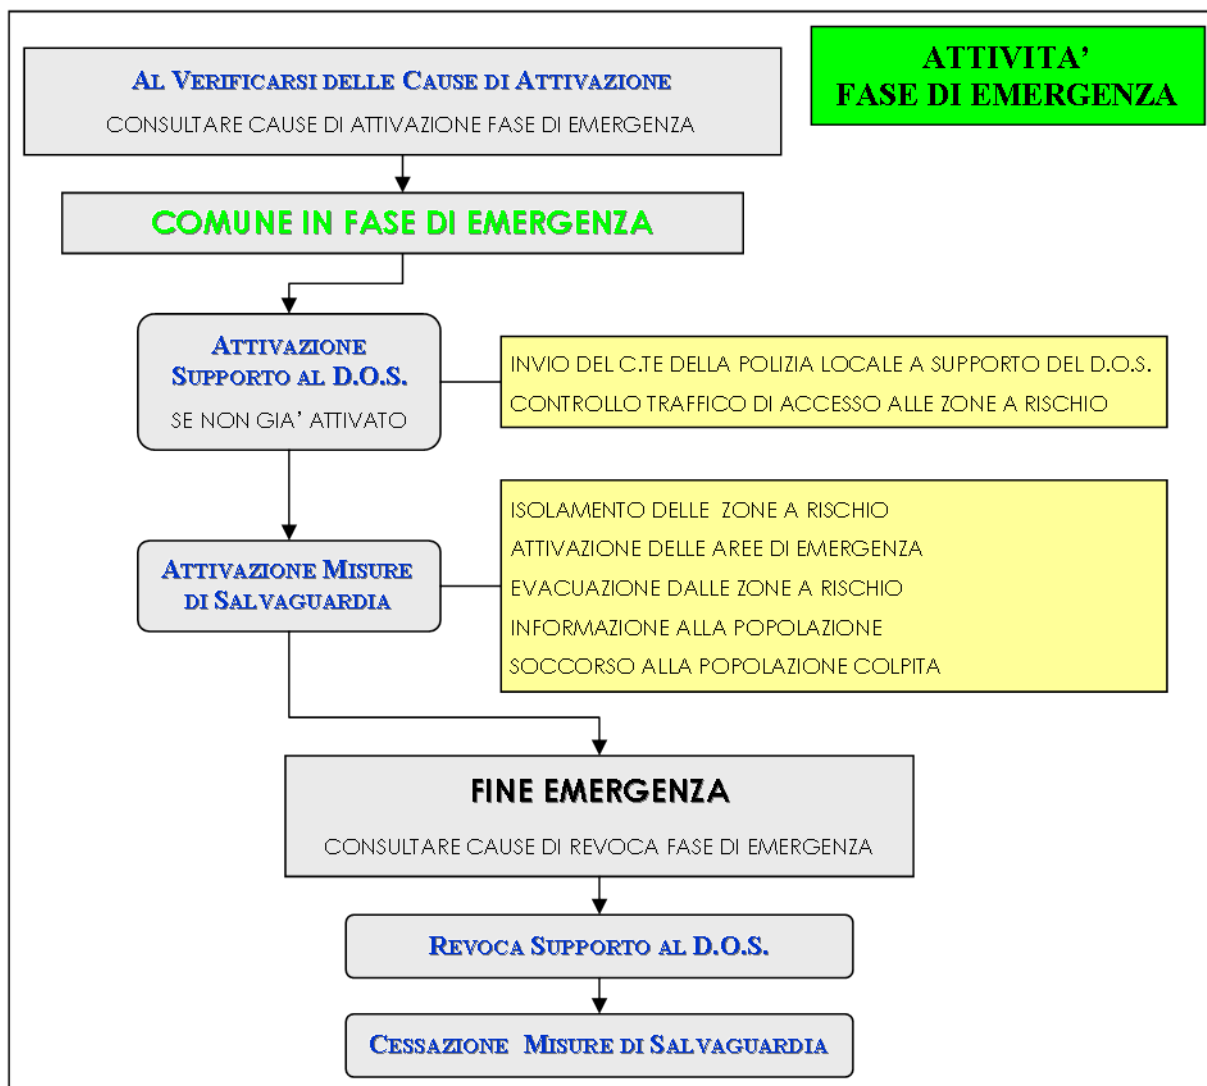 ATTIVITA’
FASE DI EMERGENZA
AL VERIFICARSI DELLE CAUSE DI ATTIVAZIONE
CONSULTARE CAUSE DI ATTIVAZIONE FASE DI EMERGENZA
COMUNE IN FASE DI EMERGENZA
ATTIVAZIONE
SUPPORTO AL D.O.S.
SE NON GIA’ ATTIVATO
INVIO DEL C.TE DELLA POLIZIA LOCALE A SUPPORTO DEL D.O.S.
CONTROLLO TRAFFICO DI ACCESSO ALLE ZONE A RISCHIO
ATTIVAZIONE MISURE
DI SALVAGUARDIA
ISOLAMENTO DELLE ZONE A RISCHIO
ATTIVAZIONE DELLE AREE DI EMERGENZA
EVACUAZIONE DALLE ZONE A RISCHIO
INFORMAZIONE ALLA POPOLAZIONE
SOCCORSO ALLA POPOLAZIONE COLPITA
FINE EMERGENZA
CONSULTARE CAUSE DI REVOCA FASE DI EMERGENZA
REVOCA SUPPORTO AL D.O.S.
CESSAZIONE MISURE DI SALVAGUARDIA